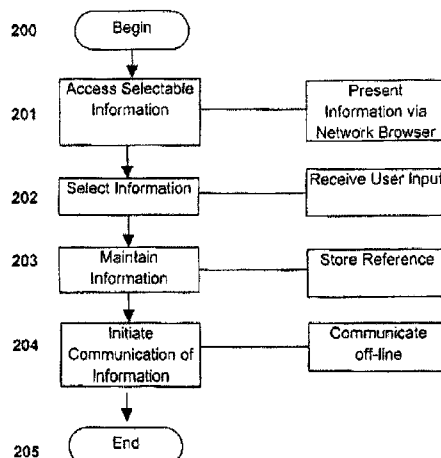 200
Begin
201
Access Selectable
Information
Present
Information via
Network Browser
202
Select Information
Receive User Input
203
Maintain
Information
Store Reference
204
Initiate
Communication of
Information
Communicate
off-line
205
End